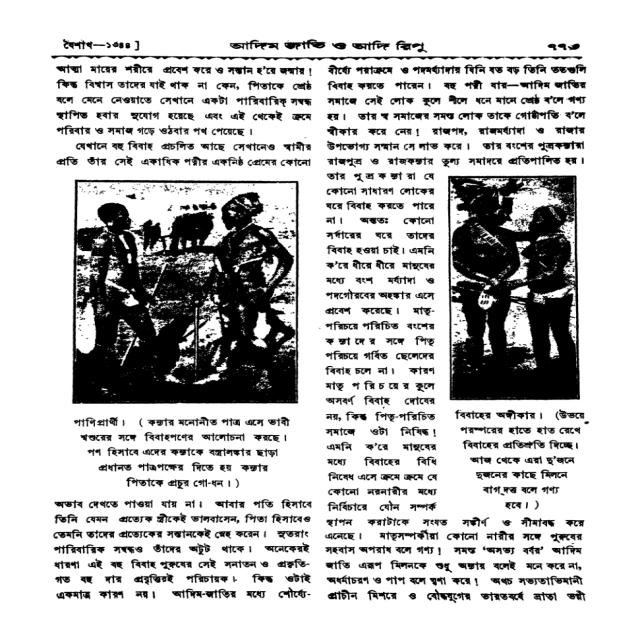 বৈশাখ—১৩৪৪ ]
আদিম জাতি ও আদি রিপু
৭৭৩
আত্মা মায়ের শরীরে প্রবেশ করে ও সন্তান হ'য়ে জন্মায়!
কিন্তু বিশ্বাস তাদের যাই থাক না কেন, পিতাকে শ্রেষ্ঠ
বলে মেনে নেওয়াতে সেখানে একটা পারিবারিক সম্বন্ধ
স্থাপিত হবার সুযোগ হয়েছে এবং এই থেকেই ক্রমে
পরিবার ও সমাজ গড়ে ওঠবার পথ পেয়েছে।
যেখানে বহু বিবাহ প্রচলিত আছে সেখানেও স্বামীর
প্রতি তাঁর সেই একাধিক পত্নীর একনিষ্ঠ প্রেমের কোনো
পাণিপ্রার্থী। ( কন্যার মনোনীত পাত্র এসে ভাবী
শ্বশুরের সঙ্গে বিবাহপণের আলোচনা করছে।
পণ হিসাবে এদের কন্যাকে বস্ত্রালঙ্কার ছাড়া
প্রধানত পাত্রপক্ষের দিতে হয় কন্যার
পিতাকে প্রচুর গো-ধন। )
অভাব দেখতে পাওয়া যায় না। আবার পতি হিসাবে
তিনি যেমন প্রত্যেক স্ত্রীকেই ভালবাসেন, পিতা হিসাবেও
তেমনি তাদের প্রত্যেকের সন্তানকেই স্নেহ করেন। সুতরাং
পারিবারিক সম্বন্ধও তাঁদের অটুট থাকে। অনেকেরই
ধারণা এই বহু বিবাহ পুরুষের সেই সনাতন ও প্রকৃতি-
গত বহু দার প্রবৃত্তিরই পরিচায়ক। কিন্তু ওটাই
একমাত্র কারণ নয়। আদিম-জাতির মধ্যে শৌর্য্যে-
বীর্য্যে পরাক্রমে ও পদমর্য্যাদায় যিনি যত বড় তিনি ততগুলি
বিবাহ করতে পারেন। বহু পত্নী যার—আদিম জাতির
সমাজে সেই লোক কুলে শীলে ধনে মানে শ্রেষ্ঠ ব'লে গণ্য
হয়। তার স্ব সমাজের সমস্ত লোক তাকে গোষ্ঠীপতি ব'লে
স্বীকার করে নেয়! রাজপদ, রাজমর্য্যাদা ও রাজার
উপভোগ্য সম্মান সে লাভ করে। তার বংশের পুত্রকন্যারা
রাজপুত্র ও রাজকন্যার তুল্য সমাদরে প্রতিপালিত হয়।
তার পুত্রকন্যারা যে
কোনো সাধারণ লোকের
ঘরে বিবাহ করতে পারে
না। অন্ততঃ কোনো
সর্দ্দারের ঘরে তাদের
বিবাহ হওয়া চাই। এমনি
ক'রে ধীরে ধীরে মানুষের
মধ্যে বংশ মর্য্যাদা ও
পদগৌরবের অহঙ্কার এসে
প্রবেশ করেছে। মাতৃ-
পরিচয়ে পরিচিত বংশের
কন্যাদের সঙ্গে পিতৃ
পরিচয়ে গর্বিত ছেলেদের
বিবাহ চলে না। কারণ
মাতৃ পরিচয়ের কুলে
অসবর্ণ বিবাহ দোষের
নয়, কিন্তু পিতৃ-পরিচিত
সমাজে ওটা নিষিদ্ধ!
এমনি ক'রে মানুষের
মধ্যে বিবাহের বিধি
নিষেধ এসে ক্রমে ক্রমে যে
কোনো নরনারীর মধ্যে
নির্বিচারে যৌন সম্পর্ক
স্থাপন করাটাকে সংযত সঙ্কীর্ণ ও সীমাবদ্ধ করে
এনেছে। মাতৃসম্পর্কীয়া কোনো নারীর সঙ্গে পুরুষের
সহবাস অপরাধ বলে গণ্য! সমস্ত 'অসভ্য বর্বর' আদিম
জাতি এরূপ মিলনকে শুধু অন্যায় বলেই মনে করে না,
অধর্মাচরণ ও পাপ বলে ঘৃণা করে! অথচ সভ্যতাভিমানী
প্রাচীন মিশরে ও বৌদ্ধযুগের ভারতবর্ষে ভ্রাতা ভগ্নী
বিবাহের অঙ্গীকার। (উভয়ে
পরস্পরের হাতে হাত রেখে
বিবাহের প্রতিশ্রুতি দিচ্ছে।
আজ থেকে এরা দু'জনে
দুজনের কাছে মিলনে
বাগ্‌দত্ত বলে গণ্য
হবে। )